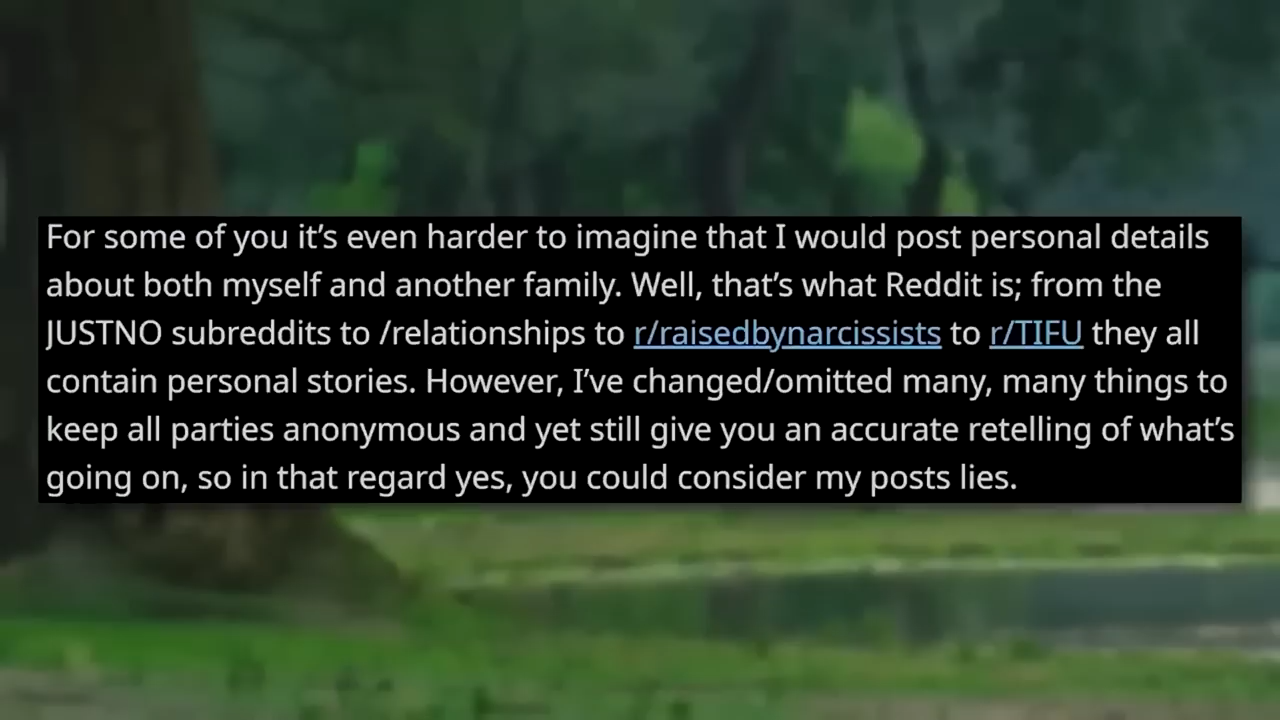 For some of you it’s even harder to imagine that I would post personal details
about both myself and another family. Well, that’s what Reddit is; from the
JUSTNO subreddits to /relationships to r/raisedbynarcissists to r/TIFU they all
contain personal stories. However, I’ve changed/omitted many, many things to
keep all parties anonymous and yet still give you an accurate retelling of what’s
going on, so in that regard yes, you could consider my posts lies.